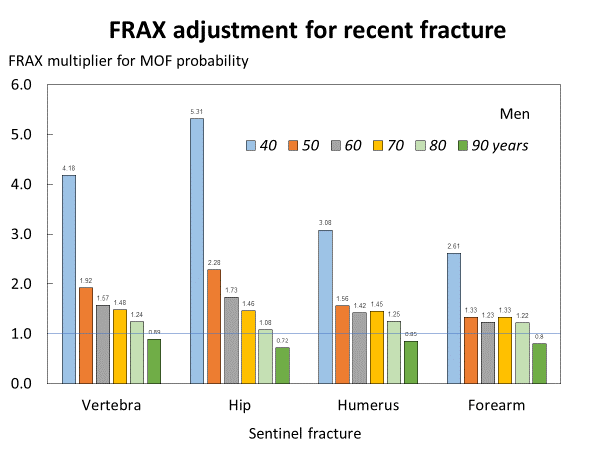 FRAX adjustment for recent fracture
FRAX multiplier for MOF probability
6.0
5.0
4.0
3.0
2.0
1.0
0.0
Men
40 50 60 70 80 90 years
4.18 1.92 1.57 1.48 1.24 0.89
5.31 2.28 1.73 1.46 1.08 0.72
3.08 1.56 1.42 1.45 1.25 0.85
2.61 1.33 1.23 1.33 1.22 0.8
Vertebra Hip Humerus Forearm
Sentinel fracture